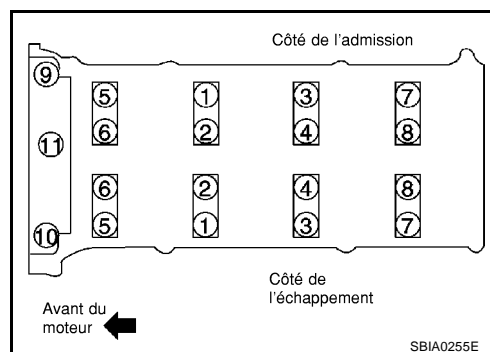 Côté de l'admission
9
5 1 3 7
11
6 2 4 8
6 2 4 8
10
5 1 3 7
Côté de
l'échappement
Avant du
moteur
SBIA0255E